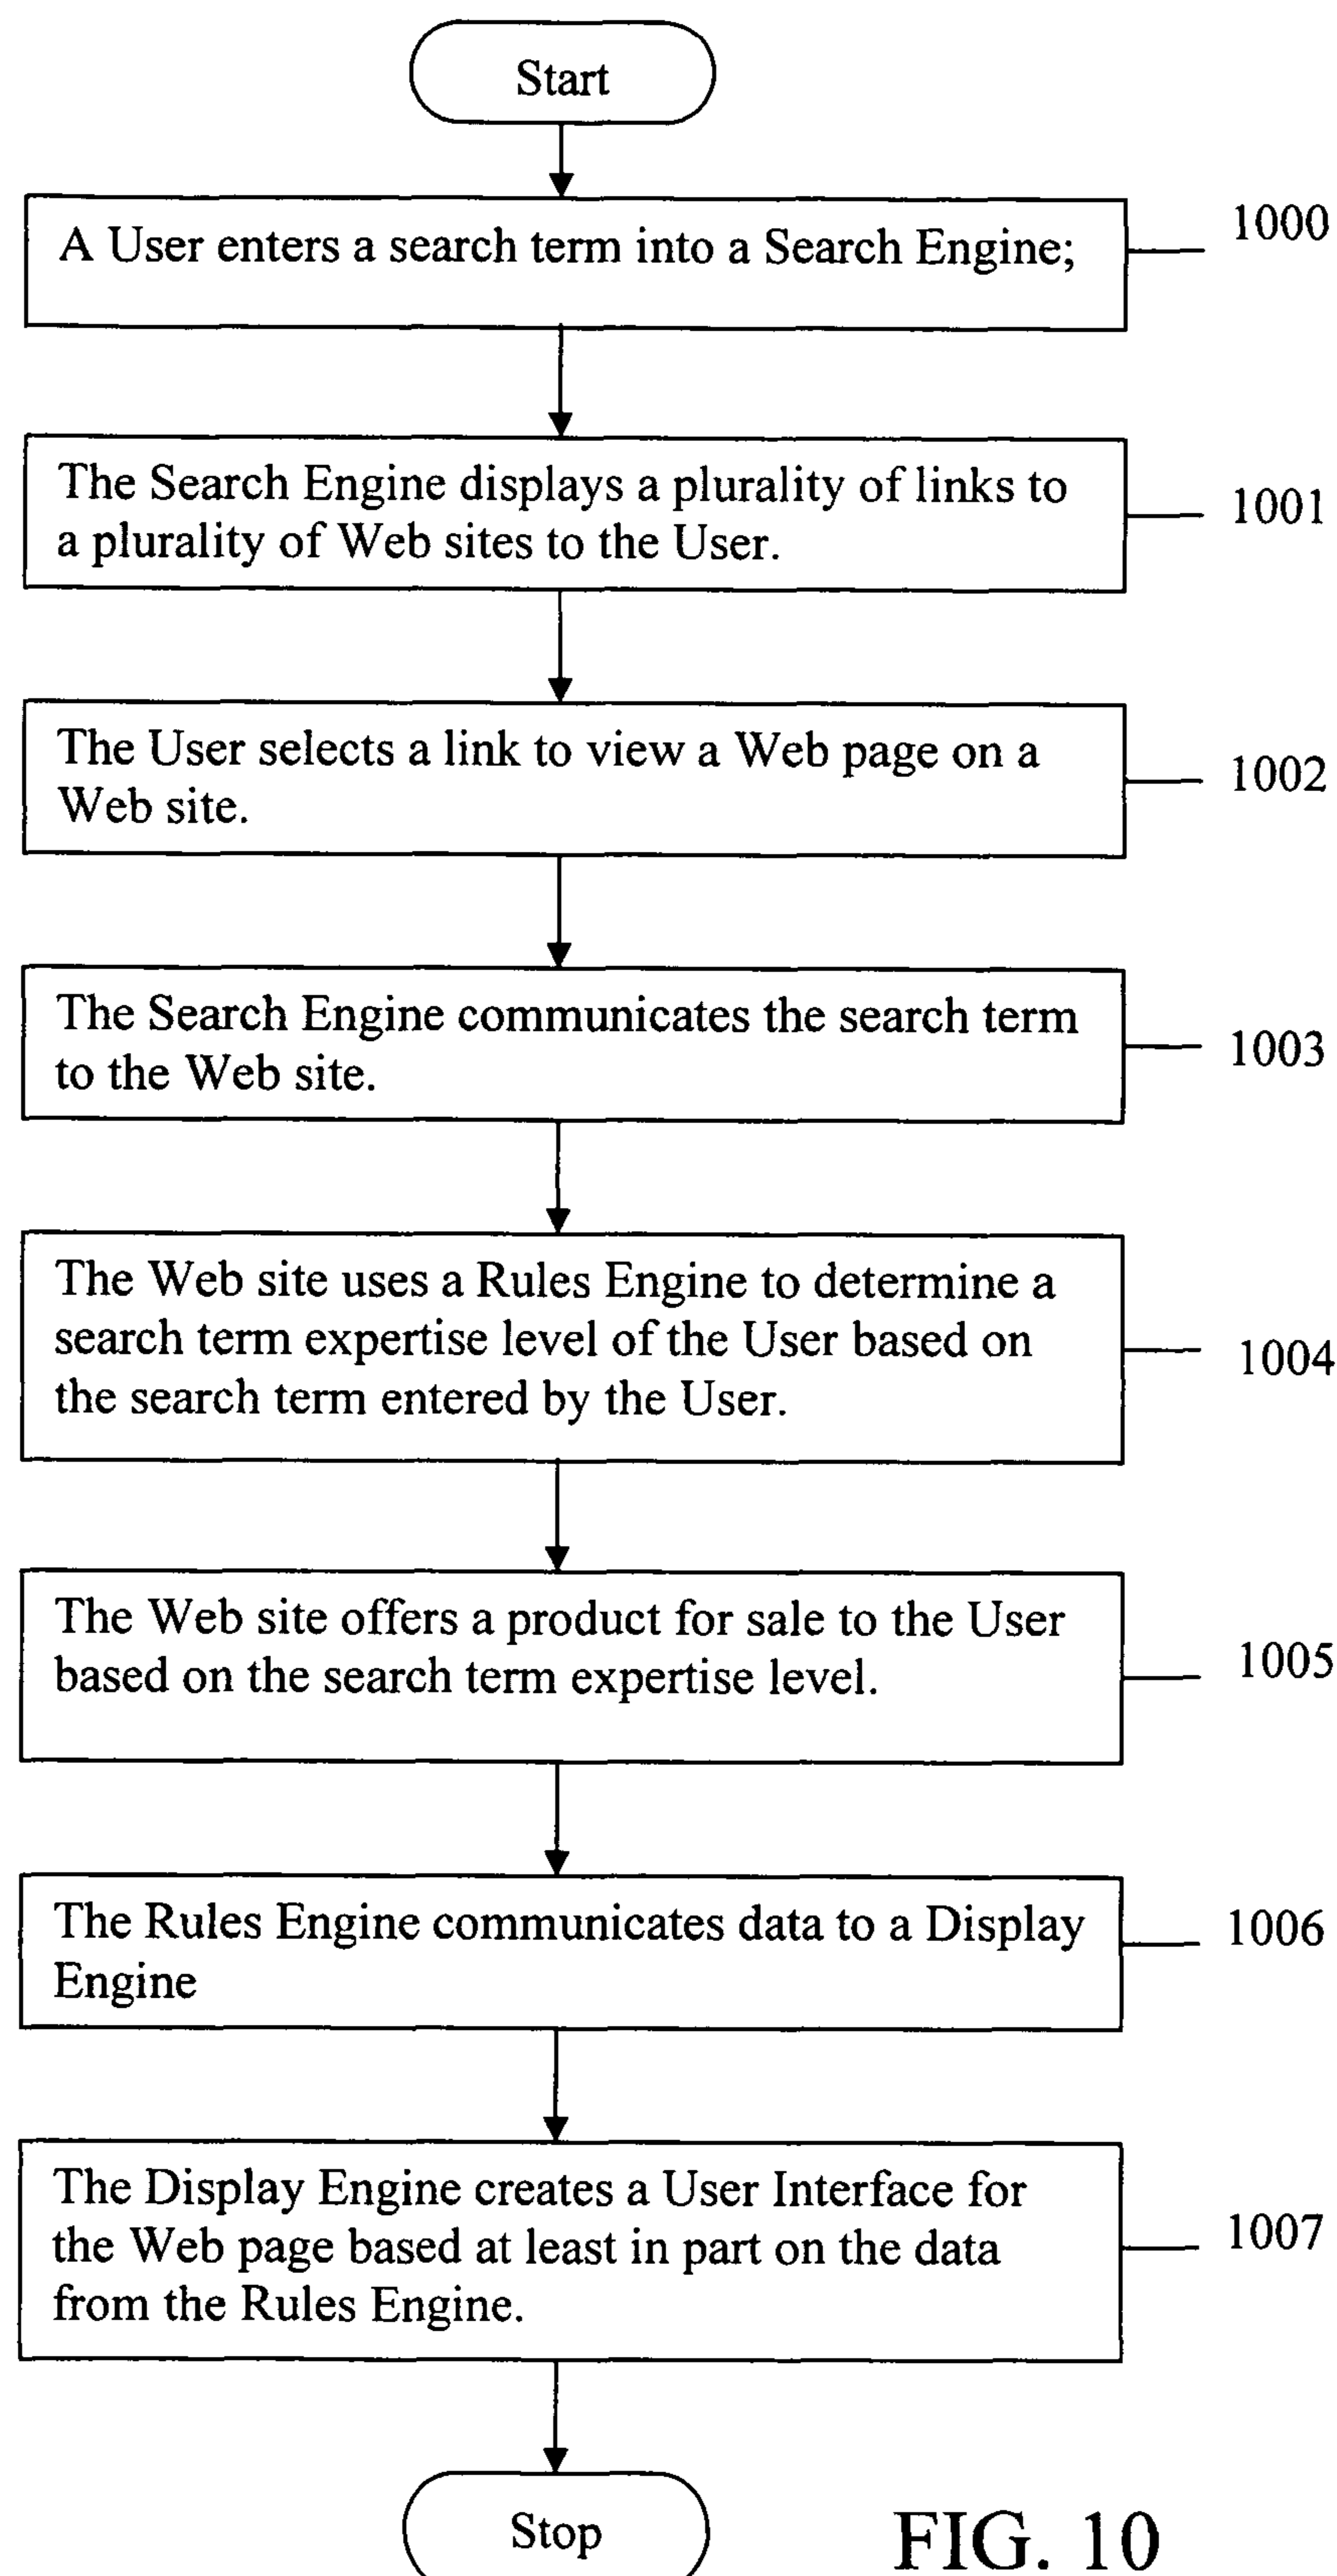 Start
A User enters a search term into a Search Engine;
1000
The Search Engine displays a plurality of links to
a plurality of Web sites to the User.
1001
The User selects a link to view a Web page on a
Web site.
1002
The Search Engine communicates the search term
to the Web site.
1003
The Web site uses a Rules Engine to determine a
search term expertise level of the User based on
the search term entered by the User.
1004
The Web site offers a product for sale to the User
based on the search term expertise level.
1005
The Rules Engine communicates data to a Display
Engine
1006
The Display Engine creates a User Interface for
the Web page based at least in part on the data
from the Rules Engine.
1007
Stop
FIG. 10